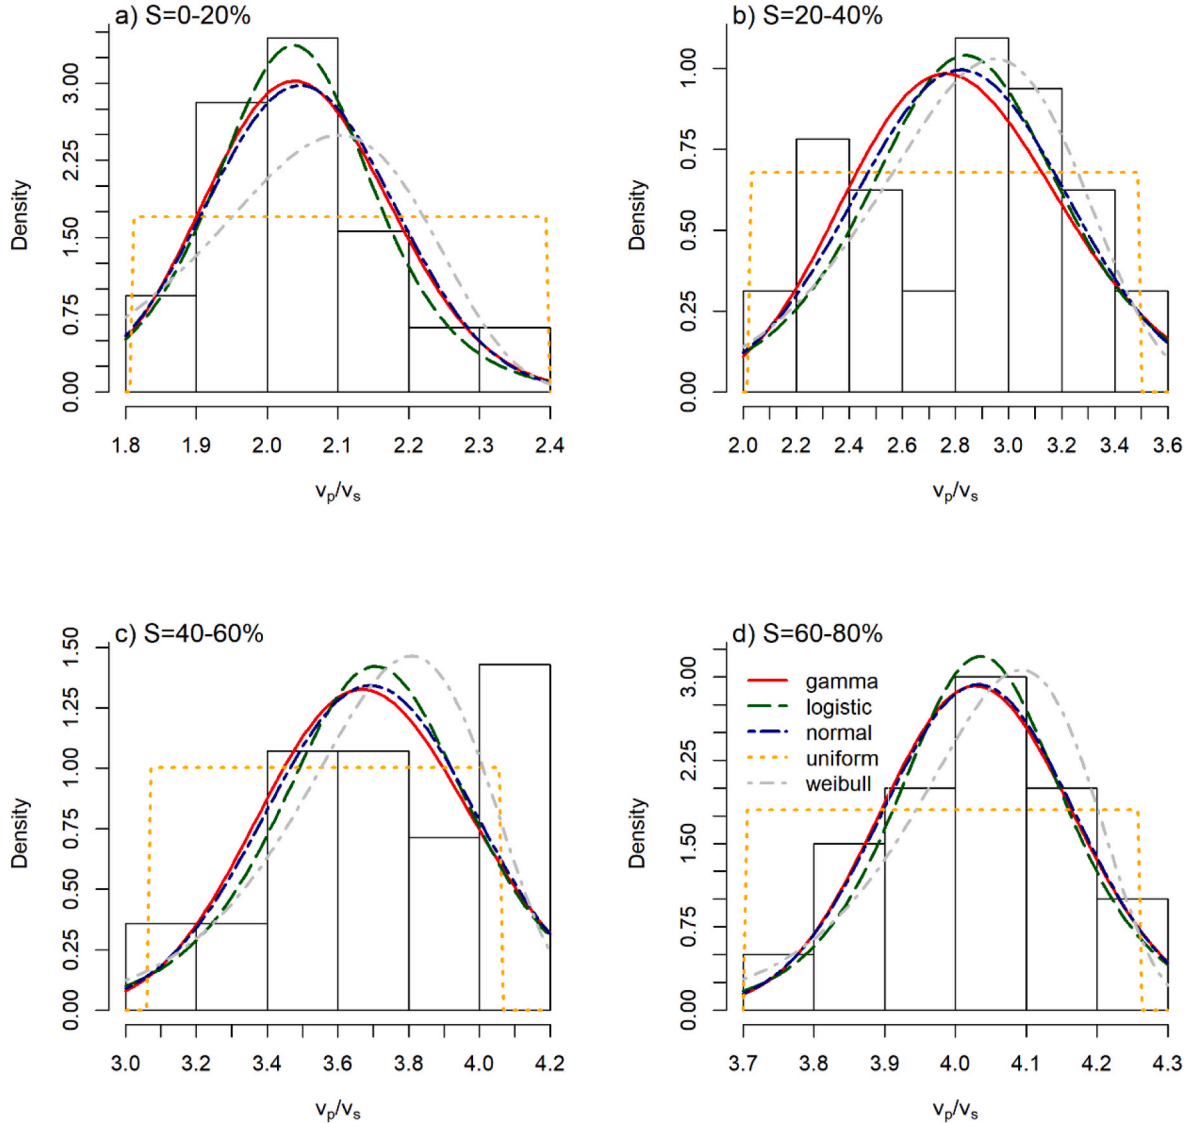 a) S=0-20%
Density
0.00 0.75 1.50 2.25 3.00
1.8 1.9 2.0 2.1 2.2 2.3 2.4
vp/vs
b) S=20-40%
Density
0.00 0.25 0.50 0.75 1.00
2.0 2.2 2.4 2.6 2.8 3.0 3.2 3.4 3.6
vp/vs
c) S=40-60%
Density
0.00 0.25 0.50 0.75 1.00 1.25 1.50
3.0 3.2 3.4 3.6 3.8 4.0 4.2
vp/vs
d) S=60-80%
gamma
logistic
normal
uniform
weibull
Density
0.00 0.75 1.50 2.25 3.00
3.7 3.8 3.9 4.0 4.1 4.2 4.3
vp/vs